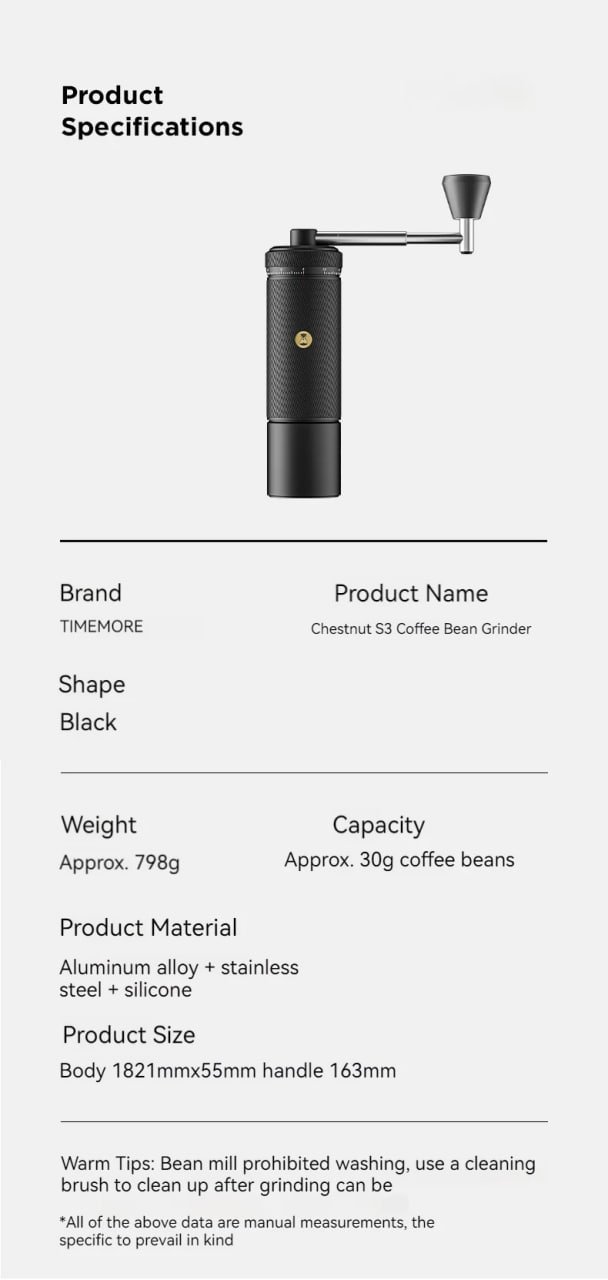 Product
Specifications
Brand
Product Name
TIMEMORE
Chestnut S3 Coffee Bean Grinder
Shape
Black
Weight
Capacity
Approx. 798g
Approx. 30g coffee beans
Product Material
Aluminum alloy + stainless
steel + silicone
Product Size
Body 1821mmx55mm handle 163mm
Warm Tips: Bean mill prohibited washing, use a cleaning
brush to clean up after grinding can be
*All of the above data are manual measurements, the
specific to prevail in kind